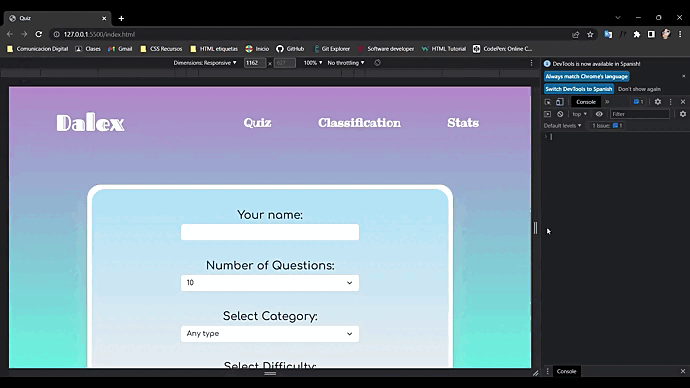 Quiz
127.0.0.1:5500/index.html
Comunicacion Digital
Clases
Gmail
CSS Recursos
HTML etiquetas
Inicio
GitHub
Git Explorer
Software developer
HTML Tutorial
CodePen: Online C...
Dimensions: Responsive
1162
×
100%
No throttling
DevTools is now available in Spanish!
Always match Chrome's language
Switch DevTools to Spanish
Don't show again
Console
1
top
Filter
Default levels
1 Issue: 1
Dalex
Quiz
Classification
Stats
Your name:
Number of Questions:
10
Select Category:
Any type
Select Difficulty:
Console